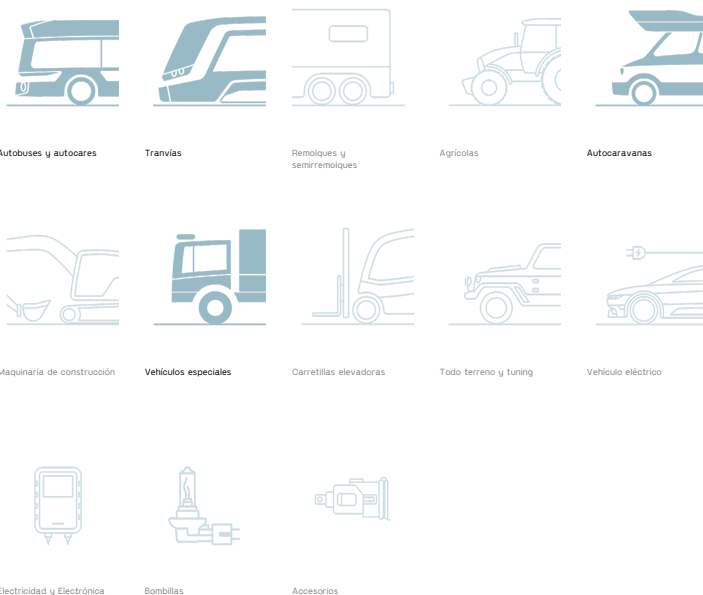 Autobuses y autocares
Tranvías
Remolques y
semirremolques
Agrícolas
Autocaravanas
Maquinaria de construcción
Vehículos especiales
Carretillas elevadoras
Todo terreno y tuning
Vehículo eléctrico
Electricidad y Electrónica
Bombillas
Accesorios